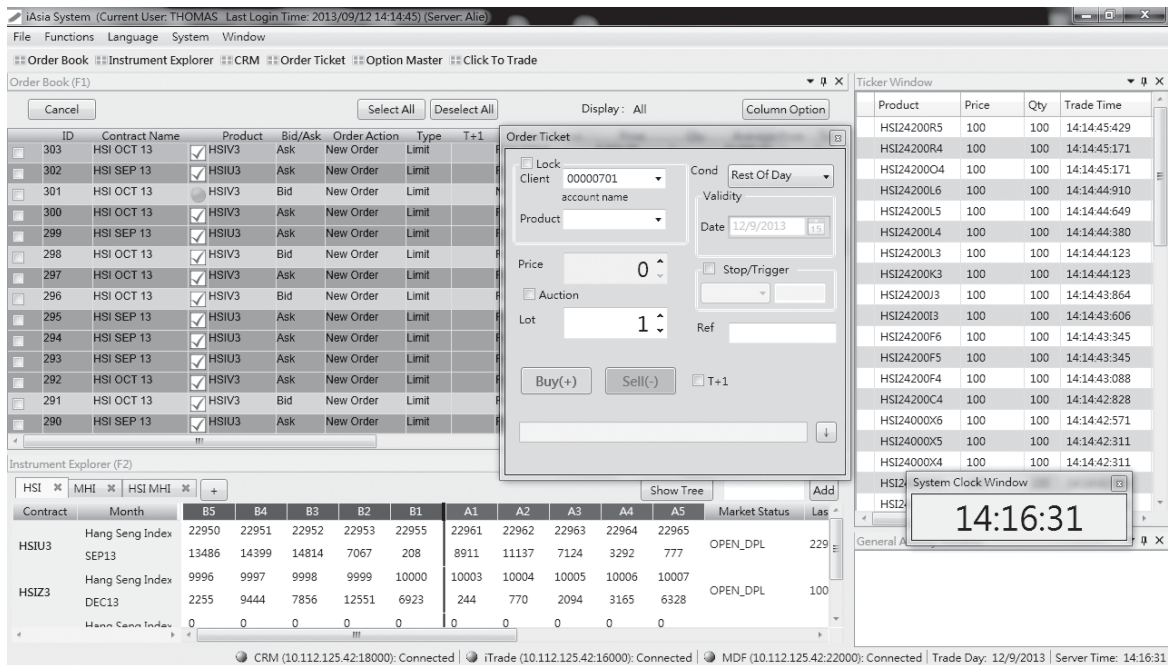 iAsia System (Current User: THOMAS Last Login Time: 2013/09/12 14:14:45) (Server: Alie)
File Functions Language System Window
Order Book Instrument Explorer CRM Order Ticket Option Master Click To Trade
Order Book (F1)
Cancel Select All Deselect All Display : All Column Option
ID Contract Name Product Bid/Ask Order Action Type T+1
303 HSI OCT 13 HSIV3 Ask New Order Limit
302 HSI SEP 13 HSIU3 Ask New Order Limit
301 HSI OCT 13 HSIV3 Bid New Order Limit
300 HSI OCT 13 HSIV3 Ask New Order Limit
299 HSI SEP 13 HSIU3 Ask New Order Limit
298 HSI OCT 13 HSIV3 Bid New Order Limit
297 HSI OCT 13 HSIV3 Ask New Order Limit
296 HSI OCT 13 HSIV3 Bid New Order Limit
295 HSI SEP 13 HSIU3 Ask New Order Limit
294 HSI SEP 13 HSIU3 Ask New Order Limit
293 HSI SEP 13 HSIU3 Ask New Order Limit
292 HSI OCT 13 HSIV3 Ask New Order Limit
291 HSI OCT 13 HSIV3 Bid New Order Limit
290 HSI SEP 13 HSIU3 Ask New Order Limit
Order Ticket
Lock
Client 00000701
account name
Product
Cond Rest Of Day
Validity
Date 12/9/2013 15
Price 0
Stop/Trigger
Auction
Lot 1
Ref
Buy(+) Sell(-) T+1
Ticker Window
Product Price Qty Trade Time
HSI24200R5 100 100 14:14:45:429
HSI24200R4 100 100 14:14:45:171
HSI24200O4 100 100 14:14:45:171
HSI24200L6 100 100 14:14:44:910
HSI24200L5 100 100 14:14:44:649
HSI24200L4 100 100 14:14:44:380
HSI24200L3 100 100 14:14:44:123
HSI24200K3 100 100 14:14:44:123
HSI24200J3 100 100 14:14:43:864
HSI24200I3 100 100 14:14:43:606
HSI24200F6 100 100 14:14:43:345
HSI24200F5 100 100 14:14:43:345
HSI24200F4 100 100 14:14:43:088
HSI24200C4 100 100 14:14:42:828
HSI24000X6 100 100 14:14:42:571
HSI24000X5 100 100 14:14:42:311
HSI24000X4 100 100 14:14:42:311
System Clock Window
14:16:31
General A
Instrument Explorer (F2)
HSI MHI HSI MHI + Show Tree Add
Contract Month B5 B4 B3 B2 B1 A1 A2 A3 A4 A5 Market Status Las
HSIU3 Hang Seng Index 22950 22951 22952 22953 22955 22961 22962 22963 22964 22965 OPEN_DPL 229
SEP13 13486 14399 14814 7067 208 8911 11137 7124 3292 777
HSIZ3 Hang Seng Index 9996 9997 9998 9999 10000 10003 10004 10005 10006 10007 OPEN_DPL 100
DEC13 2255 9444 7856 12551 6923 244 770 2094 3165 6328
Hang Seng Index 0 0 0 0 0 0 0 0 0 0
CRM (10.112.125.42:18000): Connected iTrade (10.112.125.42:16000): Connected MDF (10.112.125.42:22000): Connected Trade Day: 12/9/2013 Server Time: 14:16:31